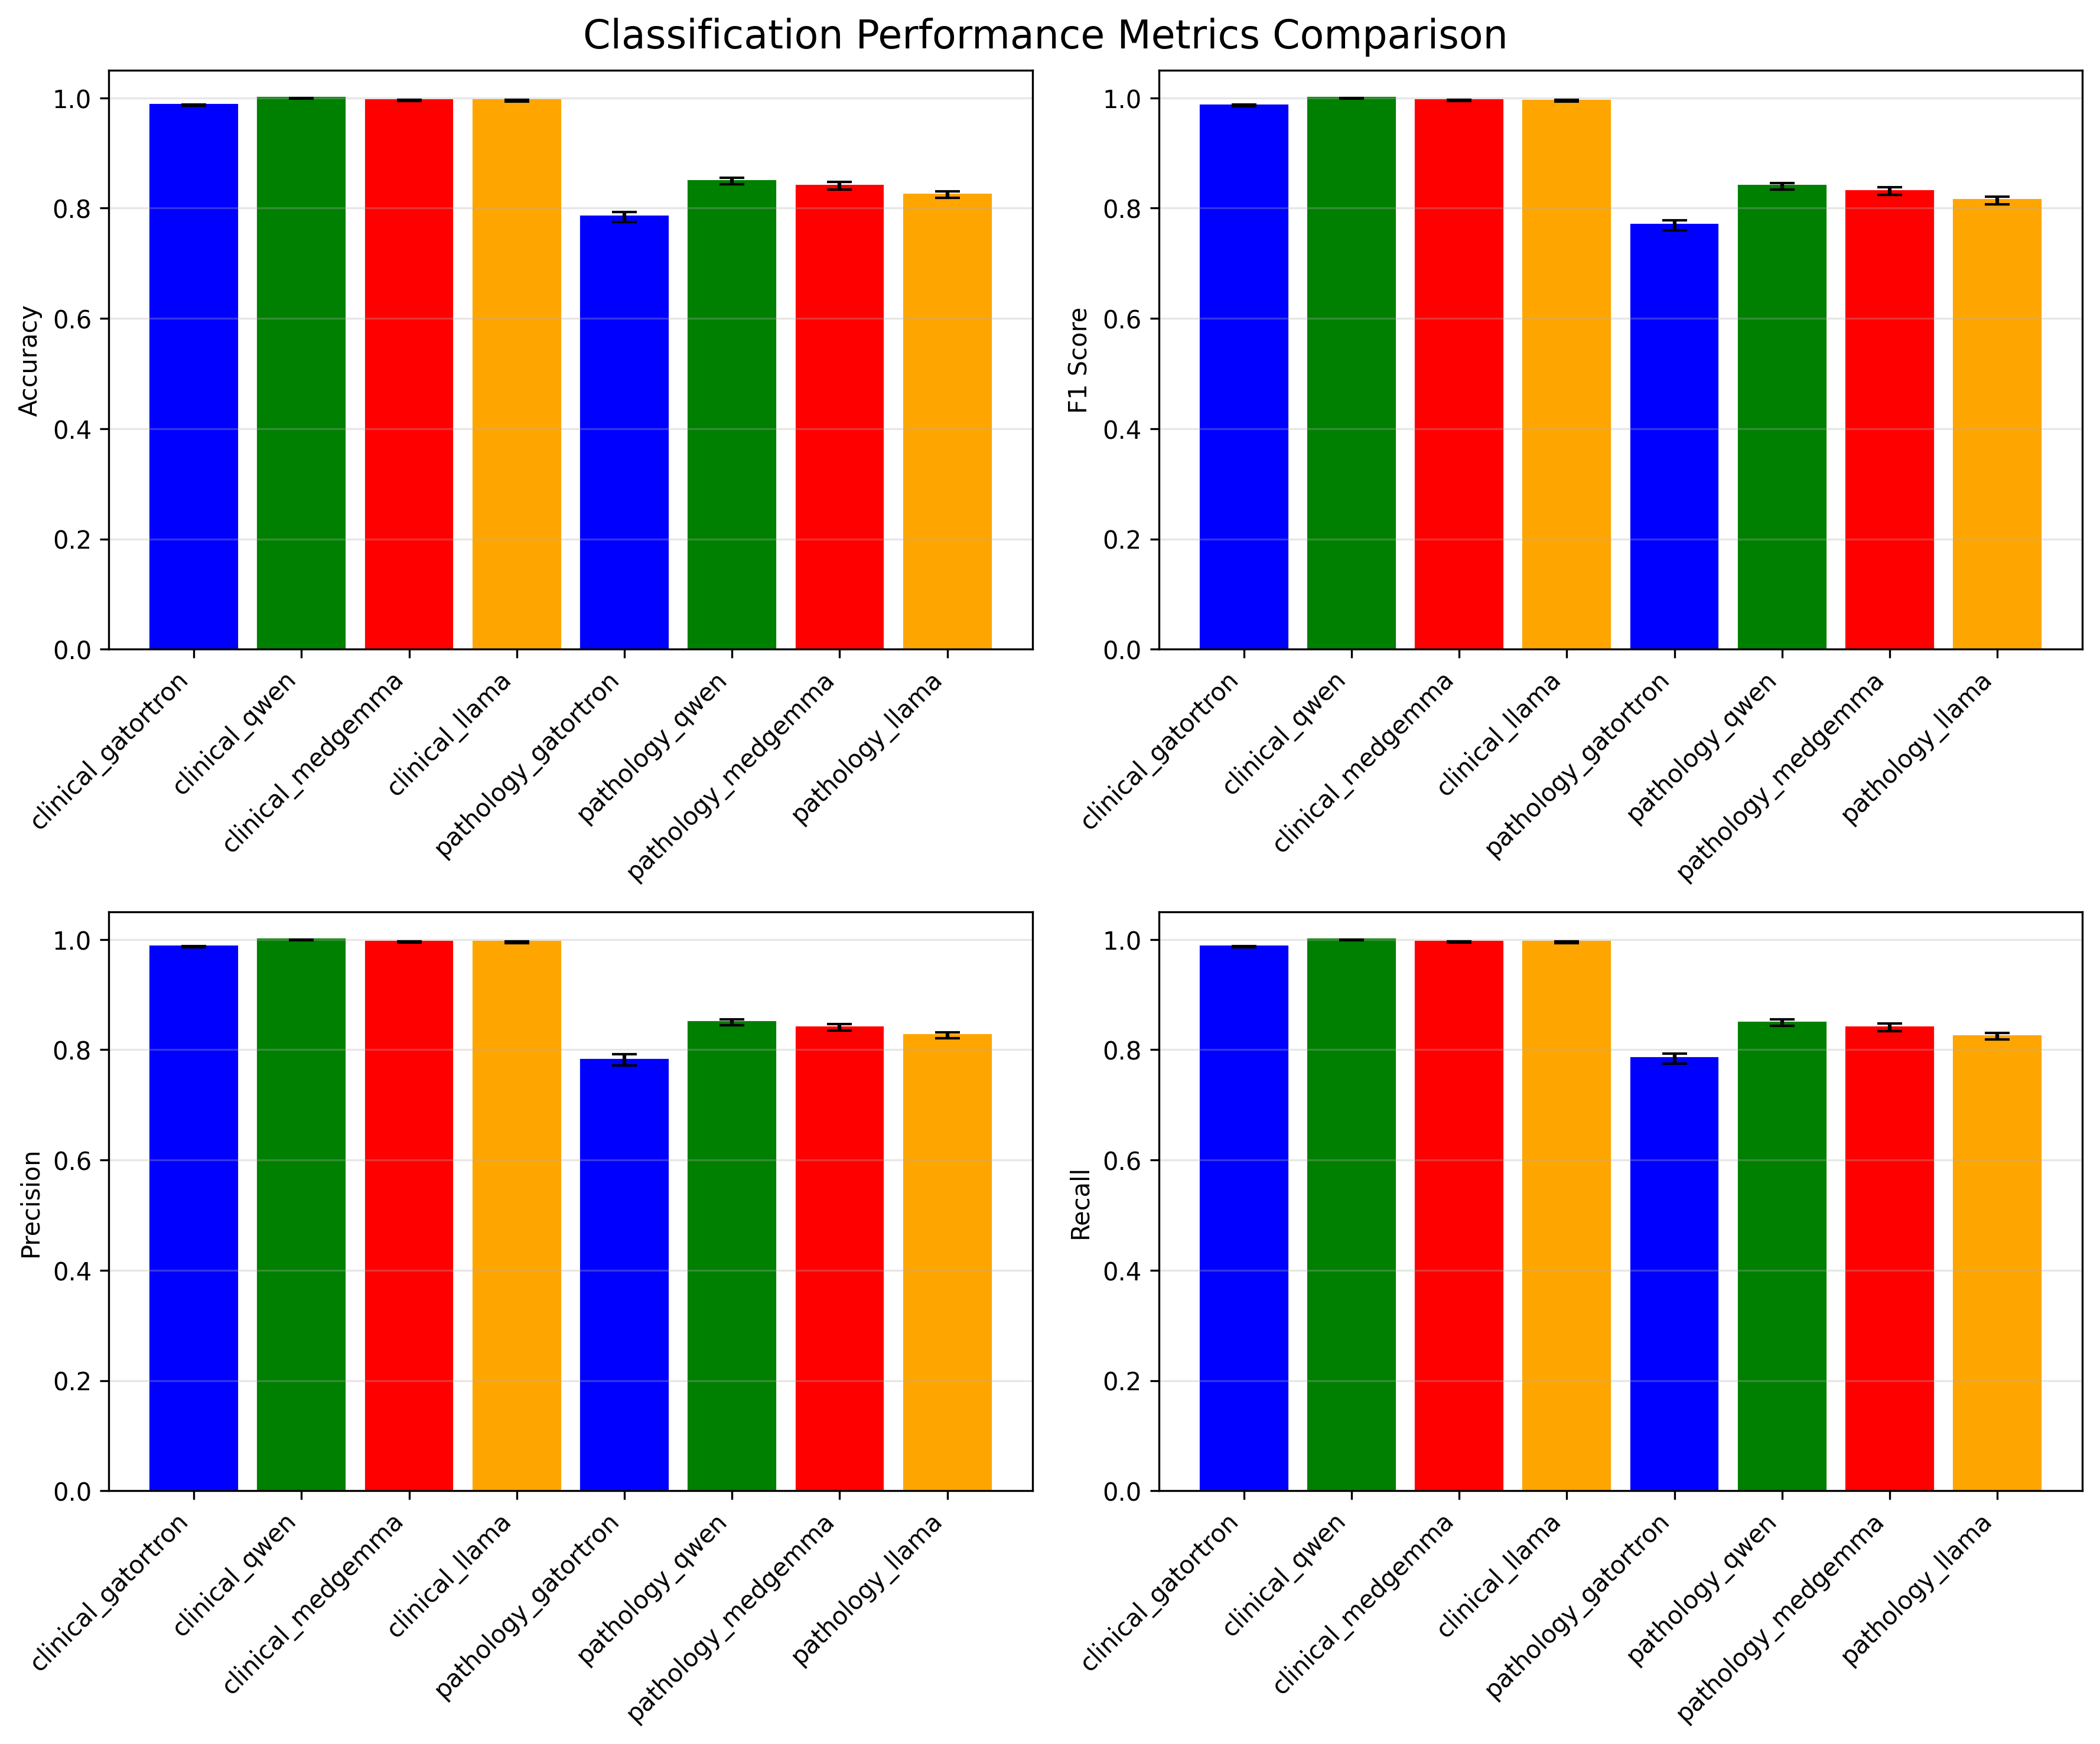 Classification Performance Metrics Comparison
Accuracy
1.0
0.8
0.6
0.4
0.2
0.0
clinical_gatortron
clinical_qwen
clinical_medgemma
clinical_llama
pathology_gatortron
pathology_qwen
pathology_medgemma
pathology_llama
F1 Score
1.0
0.8
0.6
0.4
0.2
0.0
clinical_gatortron
clinical_qwen
clinical_medgemma
clinical_llama
pathology_gatortron
pathology_qwen
pathology_medgemma
pathology_llama
Precision
1.0
0.8
0.6
0.4
0.2
0.0
clinical_gatortron
clinical_qwen
clinical_medgemma
clinical_llama
pathology_gatortron
pathology_qwen
pathology_medgemma
pathology_llama
Recall
1.0
0.8
0.6
0.4
0.2
0.0
clinical_gatortron
clinical_qwen
clinical_medgemma
clinical_llama
pathology_gatortron
pathology_qwen
pathology_medgemma
pathology_llama